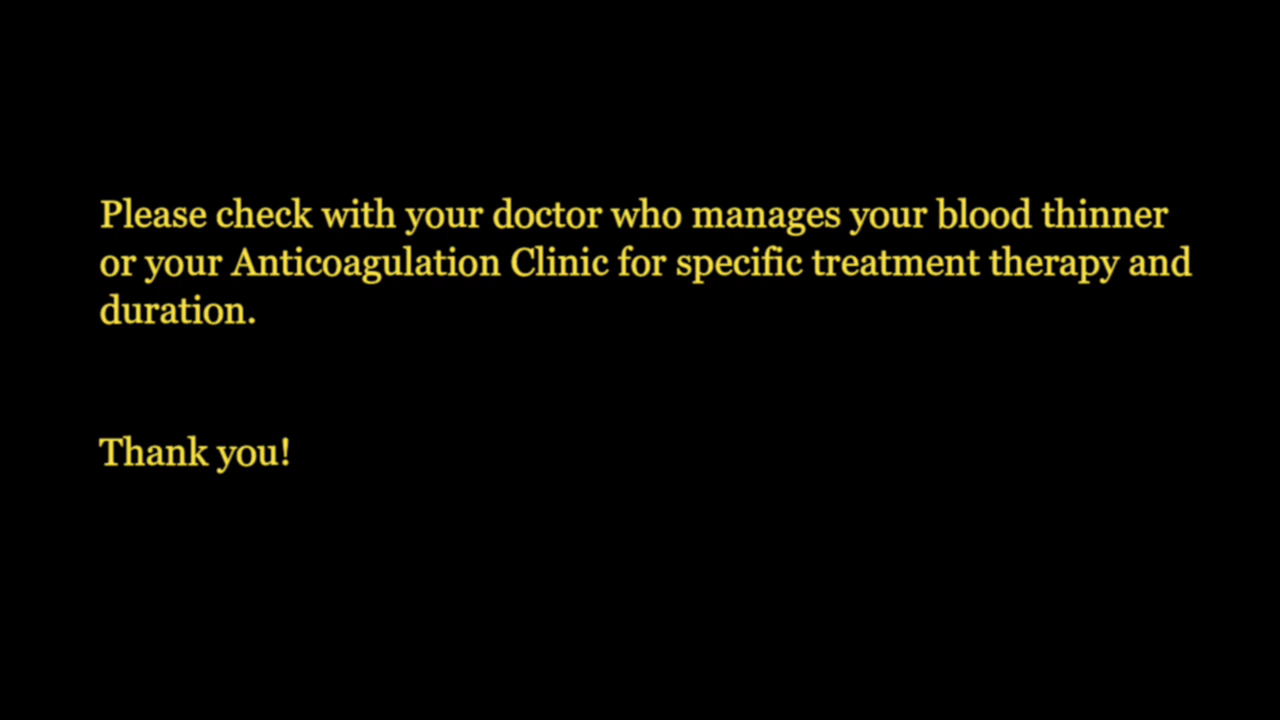 Please check with your doctor who manages your blood thinner
or your Anticoagulation Clinic for specific treatment therapy and
duration.
Thank you!